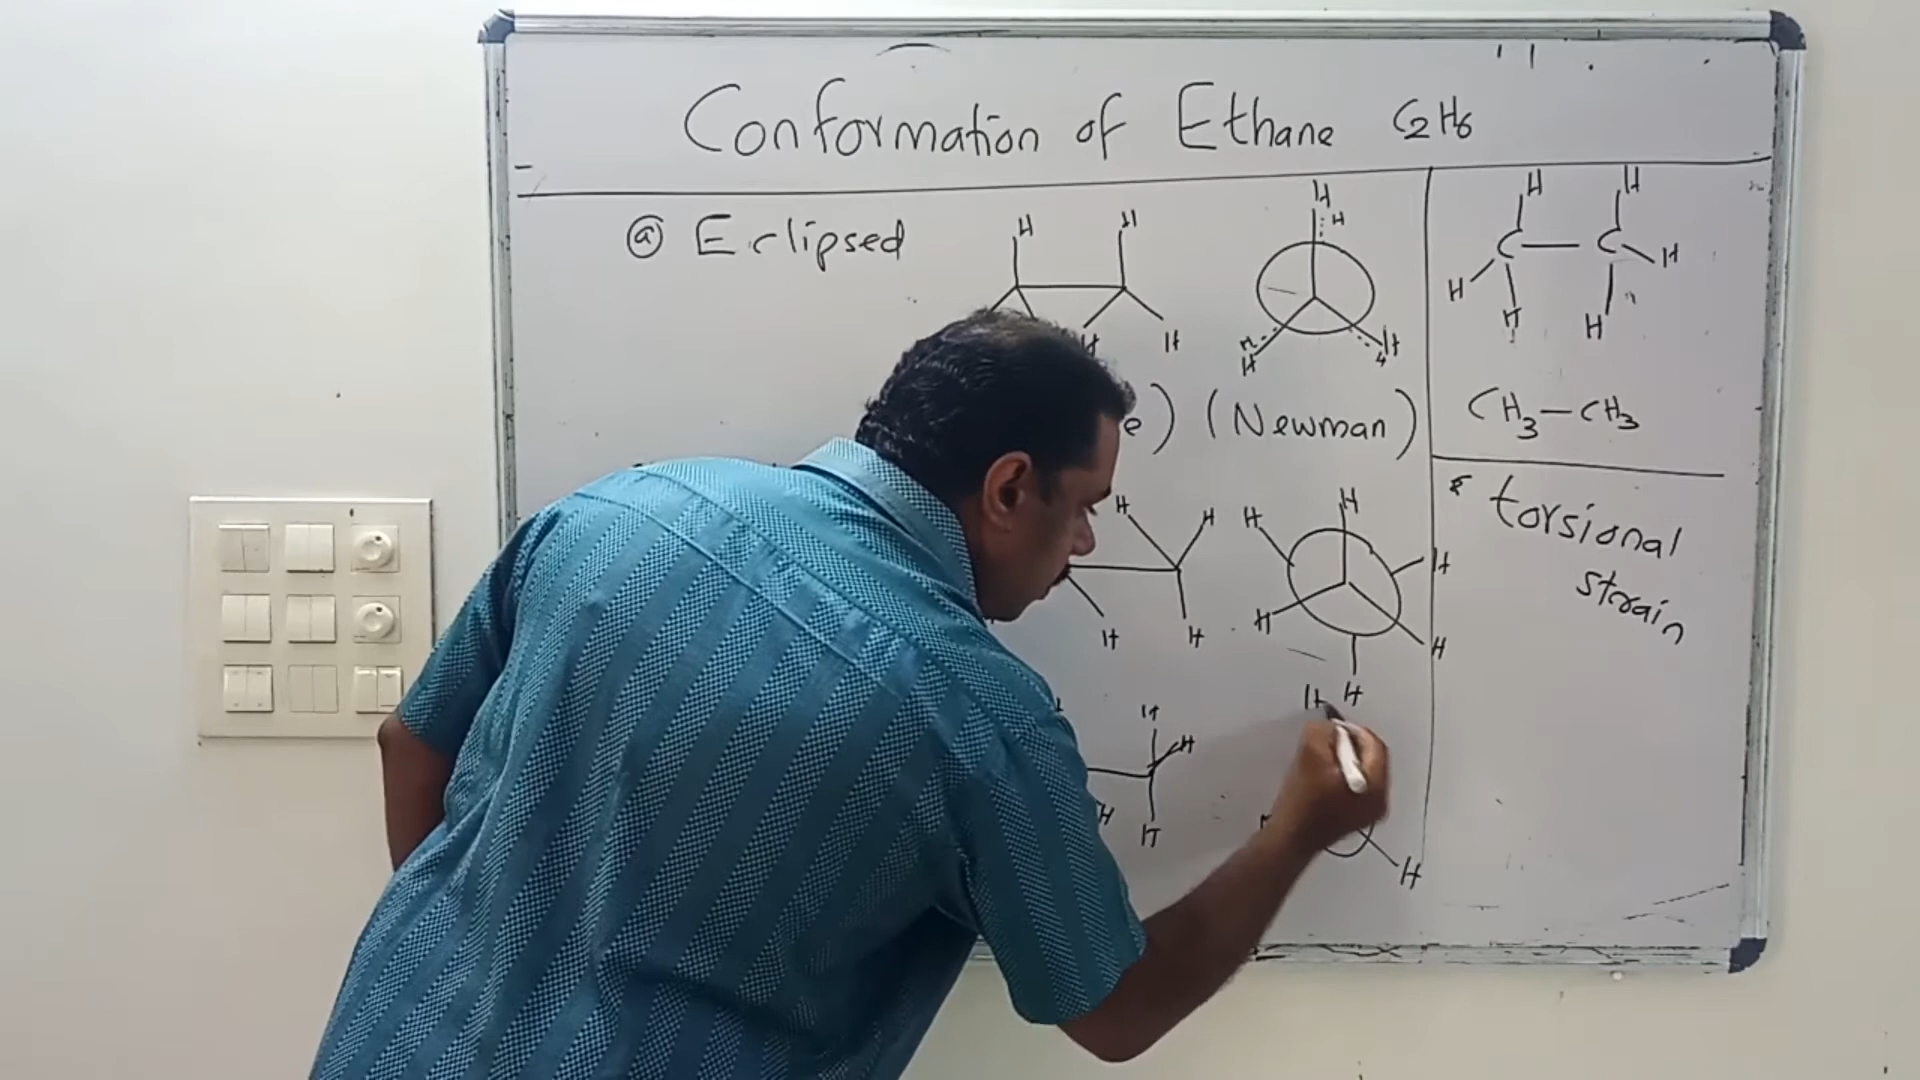 Conformation of Ethane C2H6
ⓐ Eclipsed
H H
H H
H
H
H H
H
(Newman)
H H
C — C H
H
H H
CH3—CH3
torsional
strain
H H H H
H
H
H H H
H
H H
H
H H
H